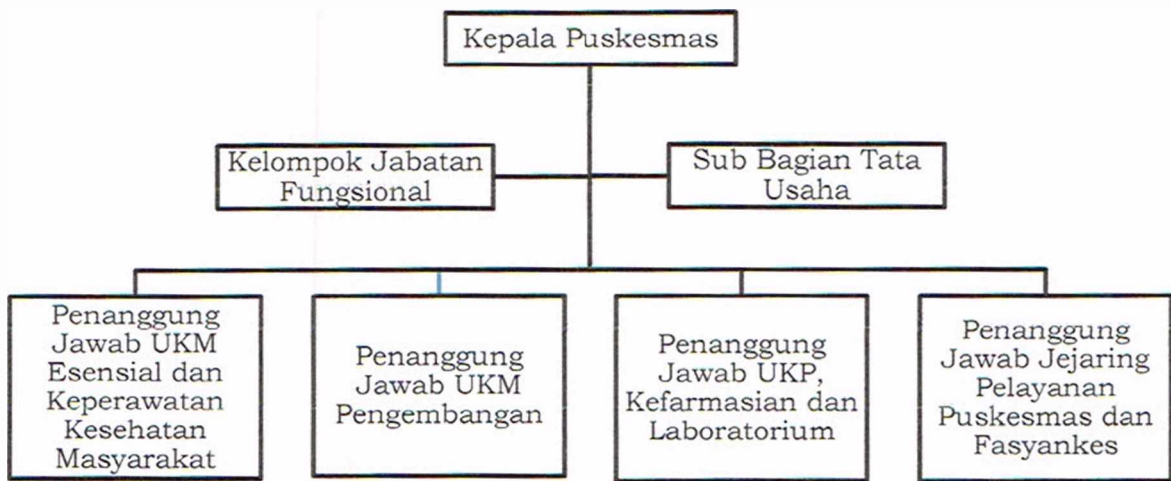 Kepala Puskesmas
Kelompok Jabatan
Fungsional
Sub Bagian Tata
Usaha
Penanggung
Jawab UKM
Esensial dan
Keperawatan
Kesehatan
Masyarakat
Penanggung
Jawab UKM
Pengembangan
Penanggung
Jawab UKP,
Kefarmasian dan
Laboratorium
Penanggung
Jawab Jejaring
Pelayanan
Puskesmas dan
Fasyankes